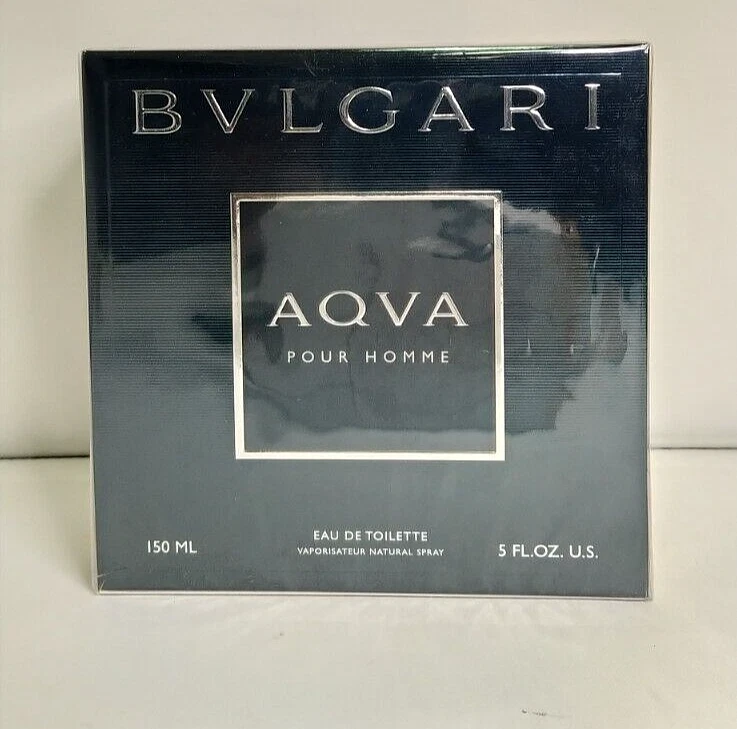 BVLGARI
AQVA
POUR HOMME
150 ML
EAU DE TOILETTE
VAPORISATEUR NATURAL SPRAY
5 FL.OZ. U.S.